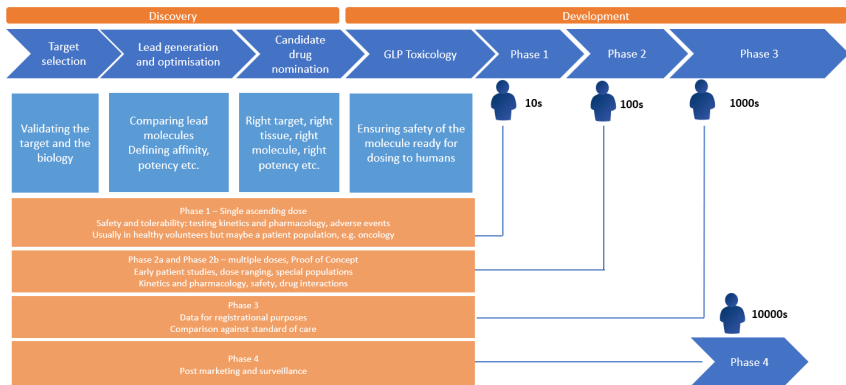 Discovery
Development
Target
selection
Lead generation
and optimisation
Candidate
drug
nomination
GLP Toxicology
Phase 1
Phase 2
Phase 3
10s
100s
1000s
Validating the
target and the
biology
Comparing lead
molecules
Defining affinity,
potency etc.
Right target, right
tissue, right
molecule, right
potency etc.
Ensuring safety of the
molecule ready for
dosing to humans
Phase 1 – Single ascending dose
Safety and tolerability: testing kinetics and pharmacology, adverse events
Usually in healthy volunteers but maybe a patient population, e.g. oncology
Phase 2a and Phase 2b – multiple doses, Proof of Concept
Early patient studies, dose ranging, special populations
Kinetics and pharmacology, safety, drug interactions
Phase 3
Data for registrational purposes
Comparison against standard of care
10000s
Phase 4
Post marketing and surveillance
Phase 4